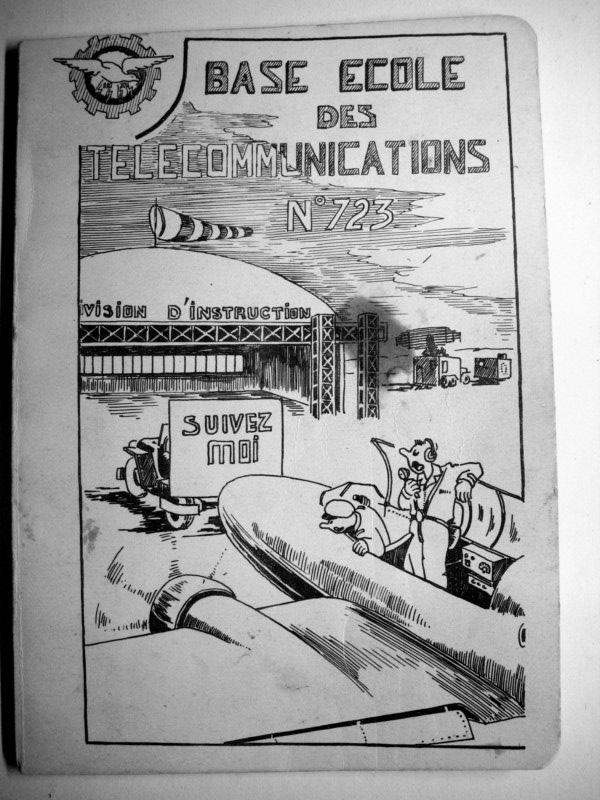 BASE ECOLE
DES
TELECOMMUNICATIONS
N°723
IVISION D'INSTRUCTION
SUIVEZ
MOI